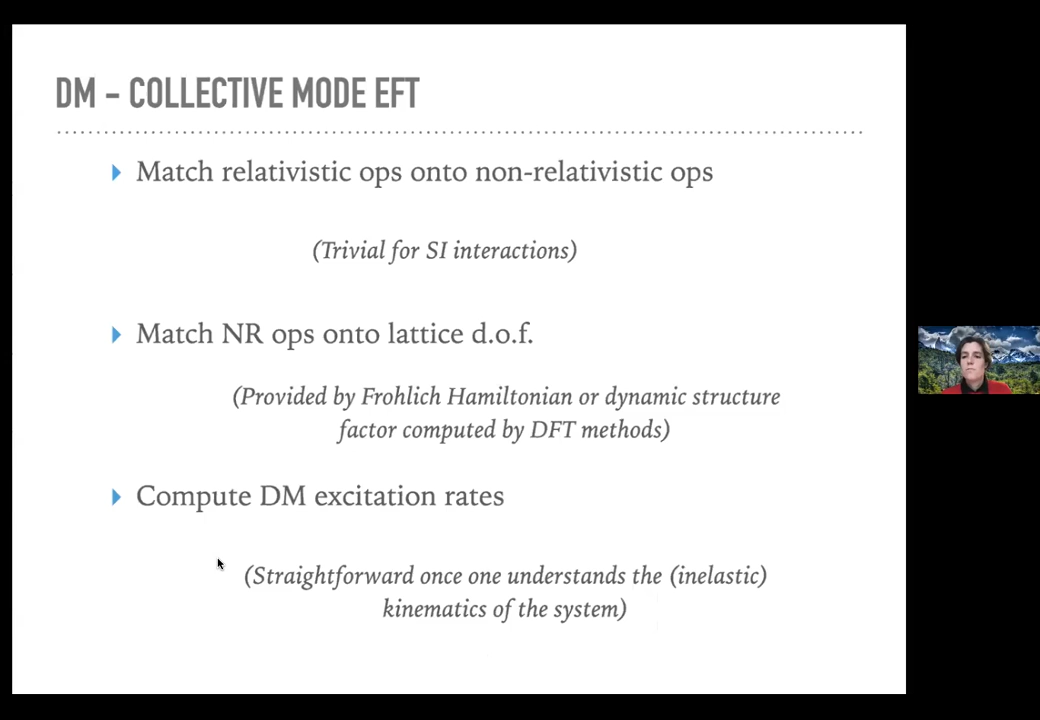 DM - COLLECTIVE MODE EFT
Match relativistic ops onto non-relativistic ops
(Trivial for SI interactions)
Match NR ops onto lattice d.o.f.
(Provided by Frohlich Hamiltonian or dynamic structure
factor computed by DFT methods)
Compute DM excitation rates
(Straightforward once one understands the (inelastic)
kinematics of the system)